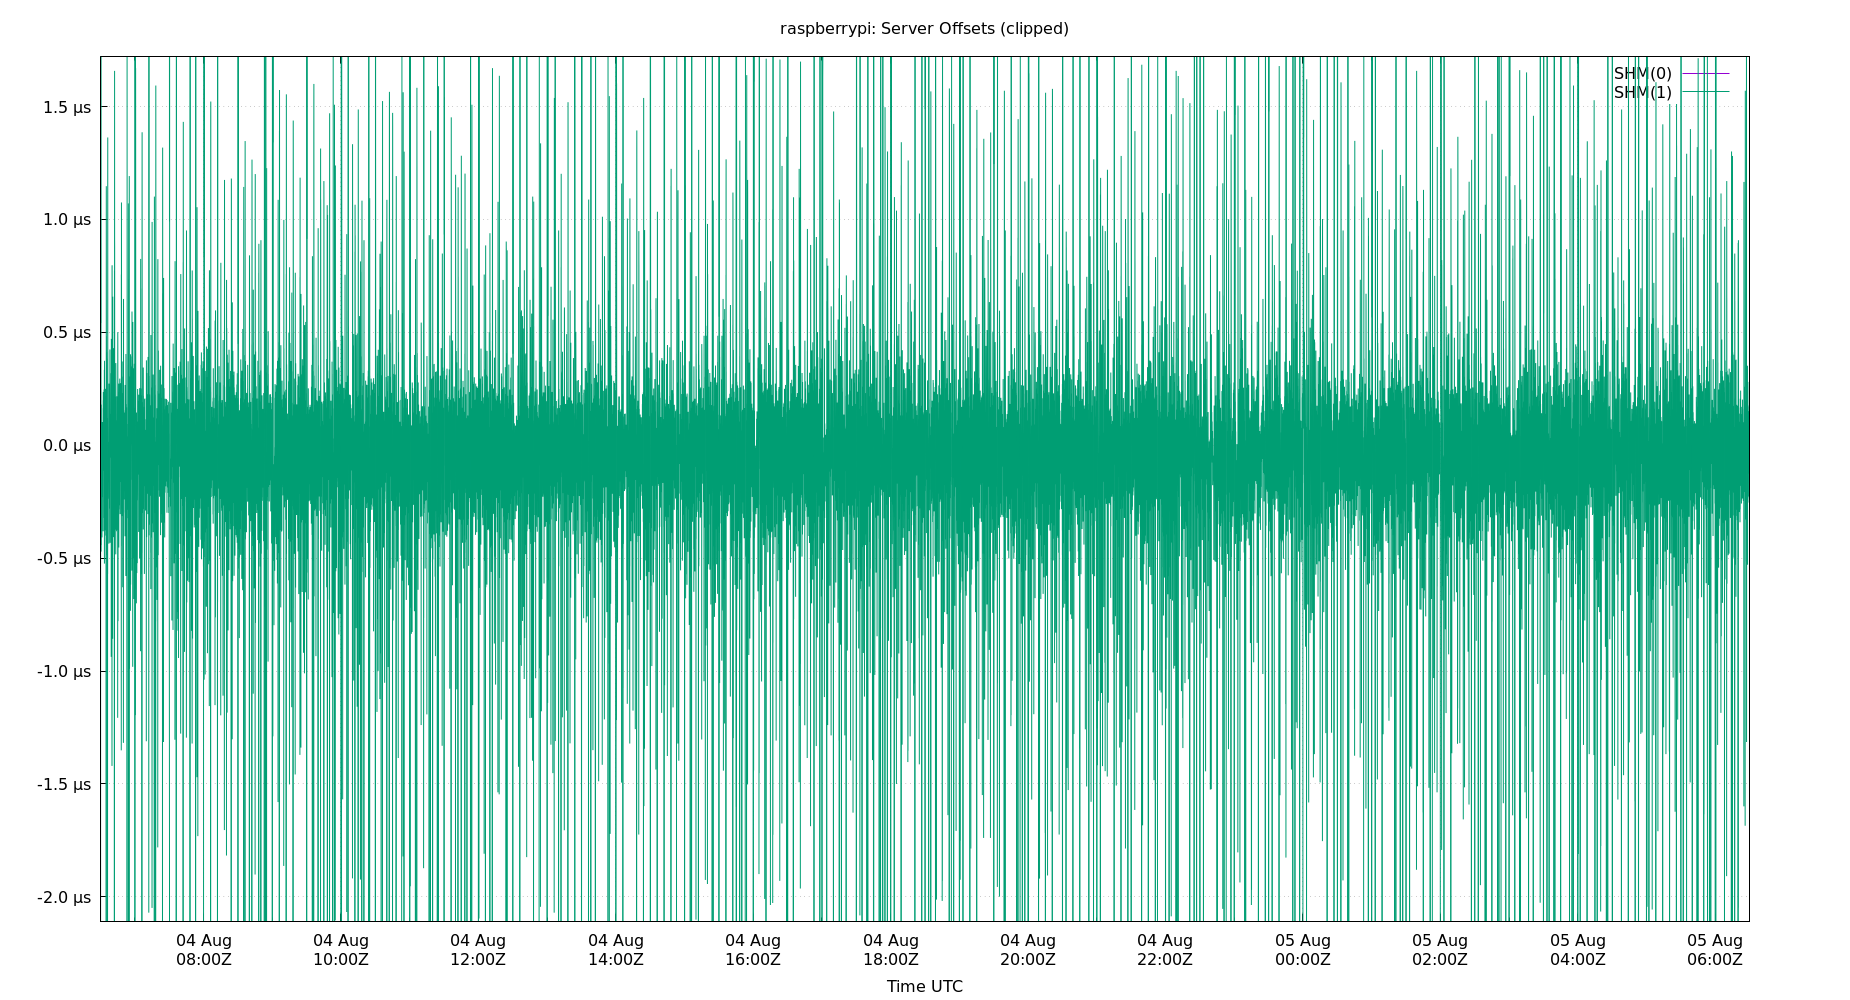 raspberrypi: Server Offsets (clipped)
SHM(0)
SHM(1)
1.5 µs
1.0 µs
0.5 µs
0.0 µs
-0.5 µs
-1.0 µs
-1.5 µs
-2.0 µs
04 Aug 04 Aug 04 Aug 04 Aug 04 Aug 04 Aug 04 Aug 04 Aug 05 Aug 05 Aug 05 Aug 05 Aug
08:00Z 10:00Z 12:00Z 14:00Z 16:00Z 18:00Z 20:00Z 22:00Z 00:00Z 02:00Z 04:00Z 06:00Z
Time UTC